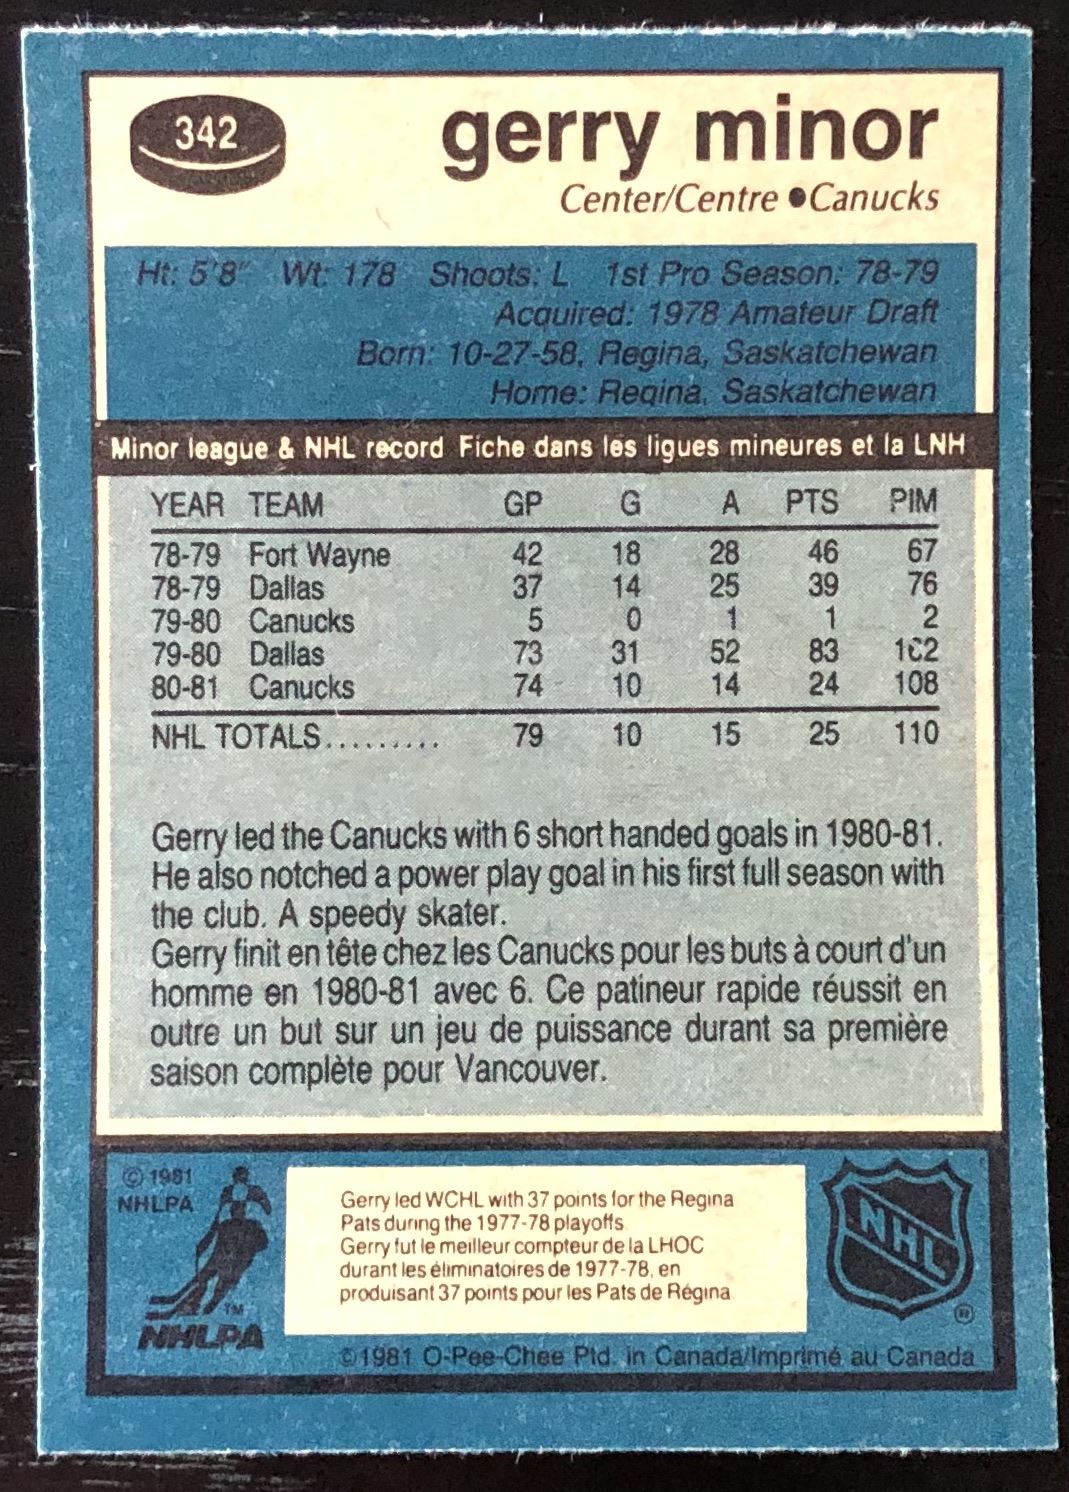 342
gerry minor
Center/Centre ●Canucks
Ht: 5'8" Wt: 178 Shoots: L 1st Pro Season: 78-79
Acquired: 1978 Amateur Draft
Born: 10-27-58, Regina, Saskatchewan
Home: Regina, Saskatchewan
Minor league & NHL record Fiche dans les ligues mineures et la LNH
YEAR TEAM GP G A PTS PIM
78-79 Fort Wayne 42 18 28 46 67
78-79 Dallas 37 14 25 39 76
79-80 Canucks 5 0 1 1 2
79-80 Dallas 73 31 52 83 162
80-81 Canucks 74 10 14 24 108
NHL TOTALS......... 79 10 15 25 110
Gerry led the Canucks with 6 short handed goals in 1980-81.
He also notched a power play goal in his first full season with
the club. A speedy skater.
Gerry finit en tête chez les Canucks pour les buts à court d'un
homme en 1980-81 avec 6. Ce patineur rapide réussit en
outre un but sur un jeu de puissance durant sa première
saison complète pour Vancouver.
© 1981
NHLPA
TM
NHLPA
Gerry led WCHL with 37 points for the Regina
Pats during the 1977-78 playoffs.
Gerry fut le meilleur compteur de la LHOC
durant les éliminatoires de 1977-78, en
produisant 37 points pour les Pats de Régina.
NHL
®
©1981 O-Pee-Chee Ptd. in Canada/Imprimé au Canada